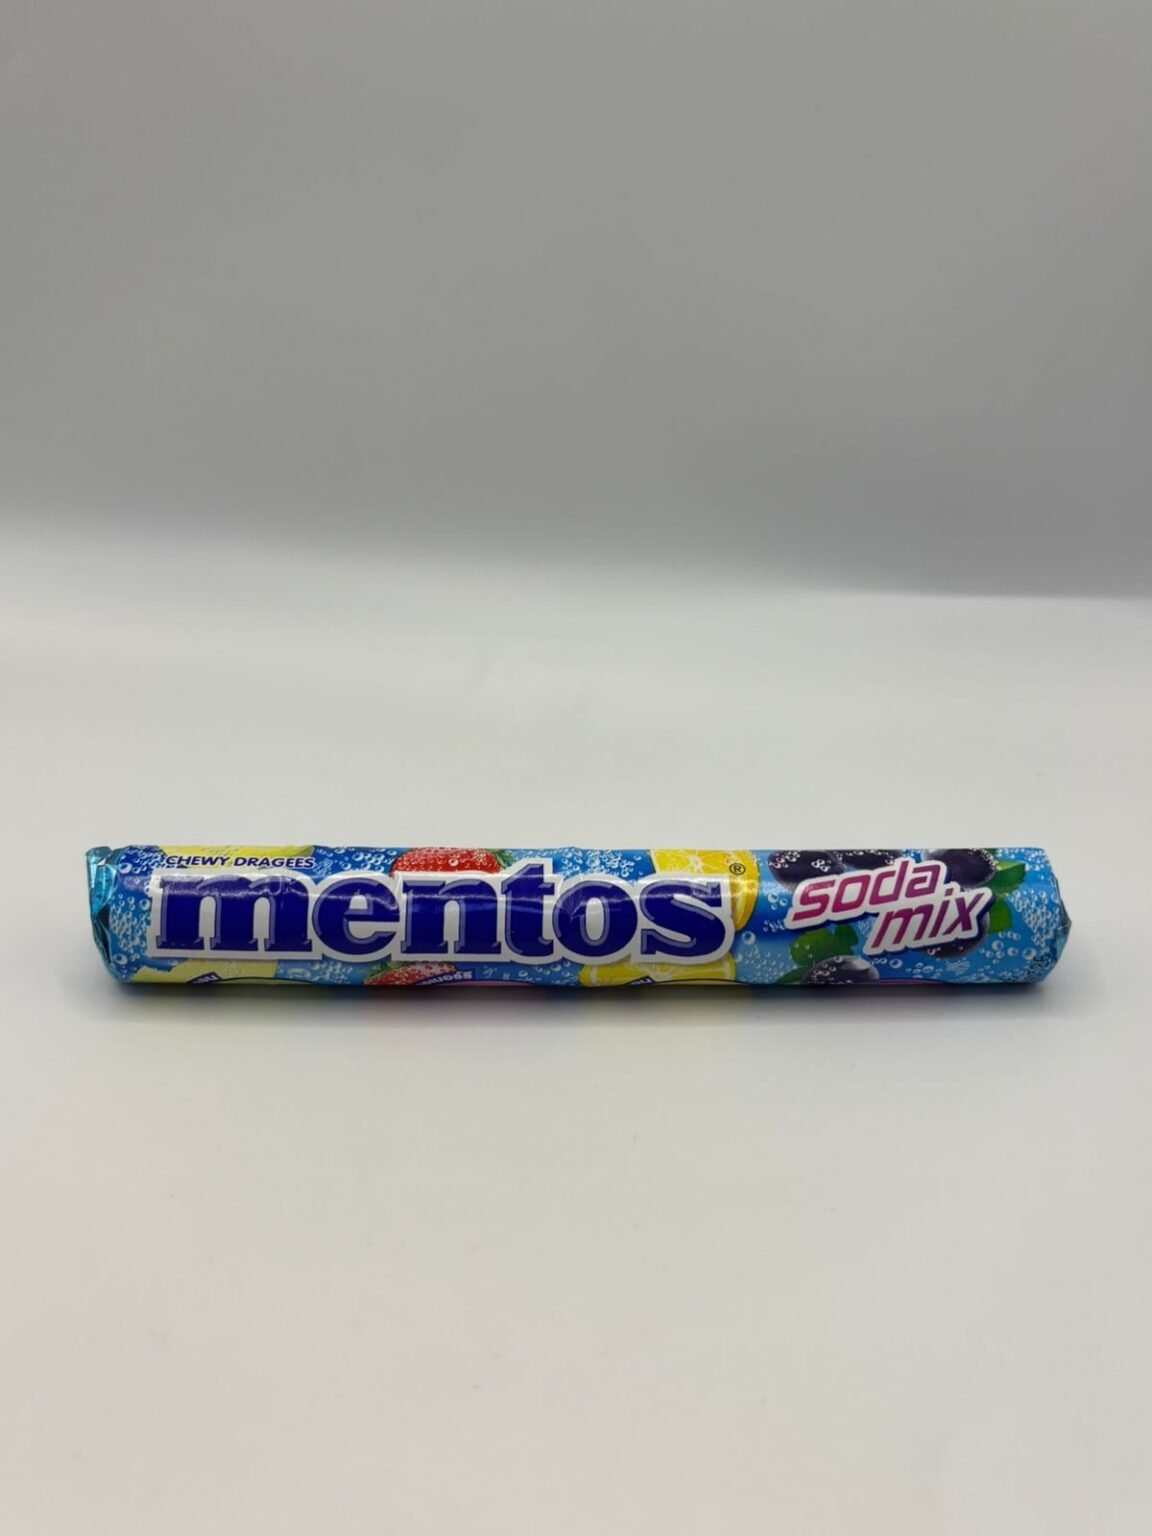 CHEWY DRAGEES
mentos®
soda
mix